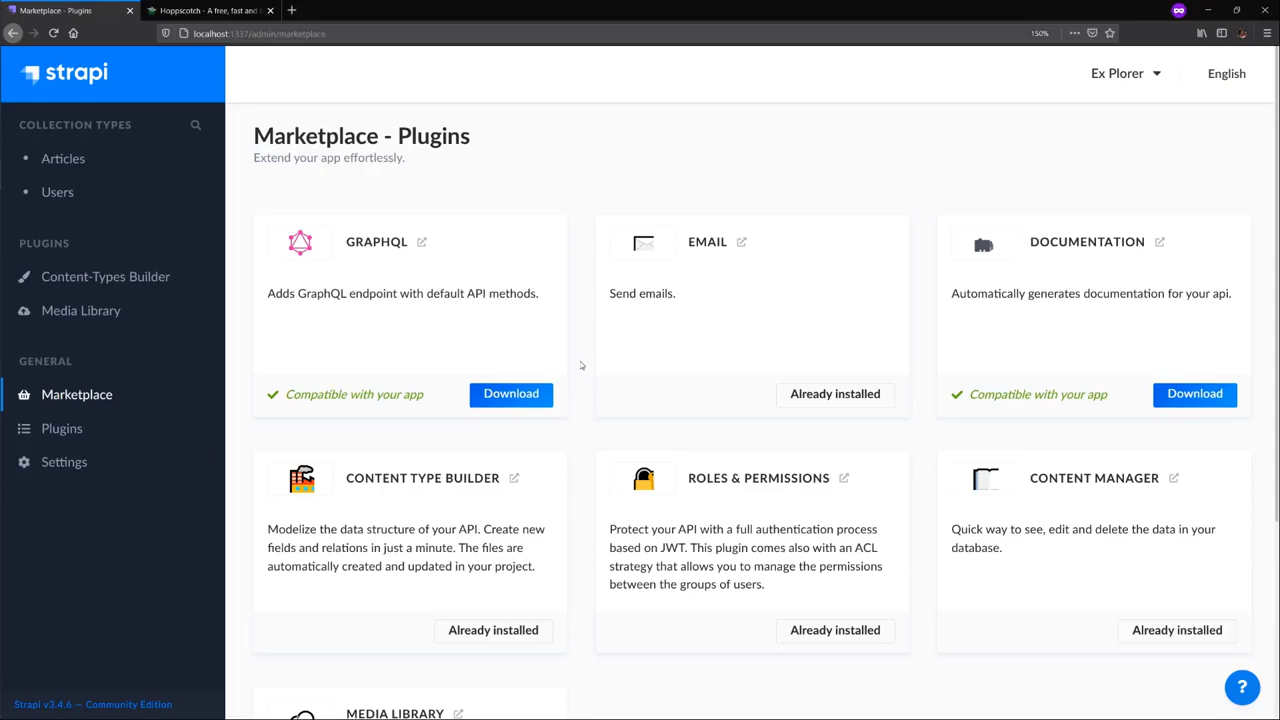 Marketplace - Plugins
Hoppscotch - A free, fast and b
localhost:1337/admin/marketplace
150%
strapi
Ex Plorer
English
COLLECTION TYPES
Articles
Users
PLUGINS
Content-Types Builder
Media Library
GENERAL
Marketplace
Plugins
Settings
Strapi v3.4.6 — Community Edition
Marketplace - Plugins
Extend your app effortlessly.
GRAPHQL
Adds GraphQL endpoint with default API methods.
Compatible with your app
Download
EMAIL
Send emails.
Already installed
DOCUMENTATION
Automatically generates documentation for your api.
Compatible with your app
Download
CONTENT TYPE BUILDER
Modelize the data structure of your API. Create new
fields and relations in just a minute. The files are
automatically created and updated in your project.
Already installed
ROLES & PERMISSIONS
Protect your API with a full authentication process
based on JWT. This plugin comes also with an ACL
strategy that allows you to manage the permissions
between the groups of users.
Already installed
CONTENT MANAGER
Quick way to see, edit and delete the data in your
database.
Already installed
MEDIA LIBRARY
?